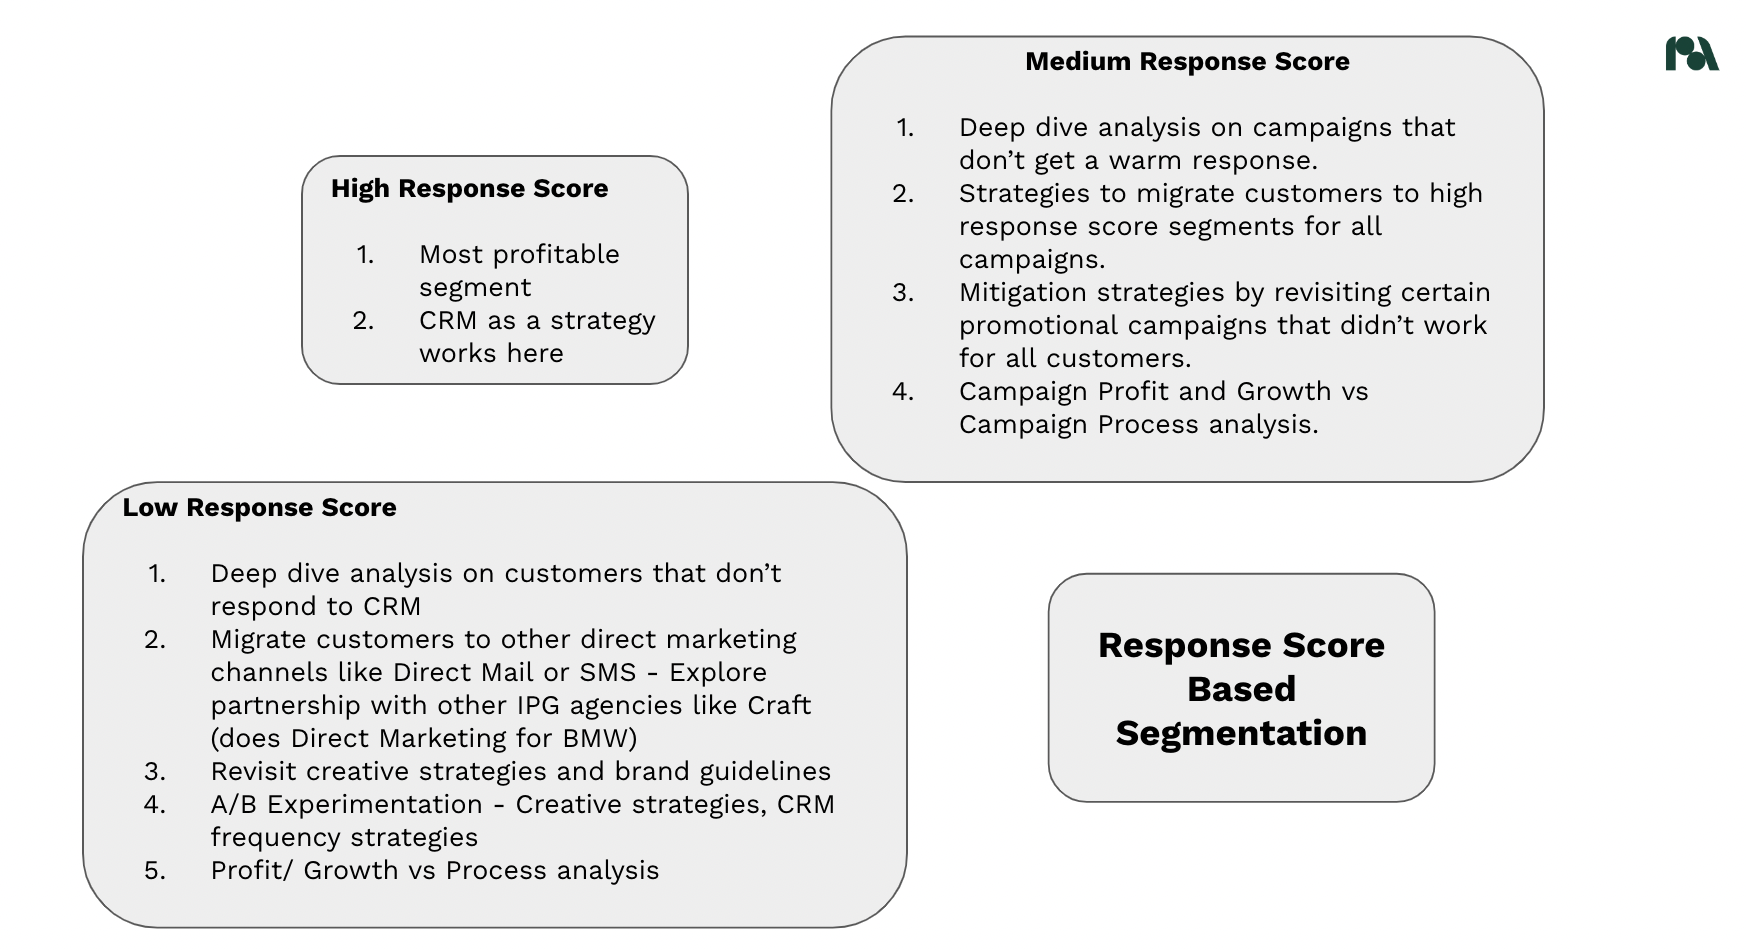 High Response Score
1. Most profitable
segment
2. CRM as a strategy
works here
Medium Response Score
1. Deep dive analysis on campaigns that
don’t get a warm response.
2. Strategies to migrate customers to high
response score segments for all
campaigns.
3. Mitigation strategies by revisiting certain
promotional campaigns that didn’t work
for all customers.
4. Campaign Profit and Growth vs
Campaign Process analysis.
Low Response Score
1. Deep dive analysis on customers that don’t
respond to CRM
2. Migrate customers to other direct marketing
channels like Direct Mail or SMS - Explore
partnership with other IPG agencies like Craft
(does Direct Marketing for BMW)
3. Revisit creative strategies and brand guidelines
4. A/B Experimentation - Creative strategies, CRM
frequency strategies
5. Profit/ Growth vs Process analysis
Response Score
Based
Segmentation